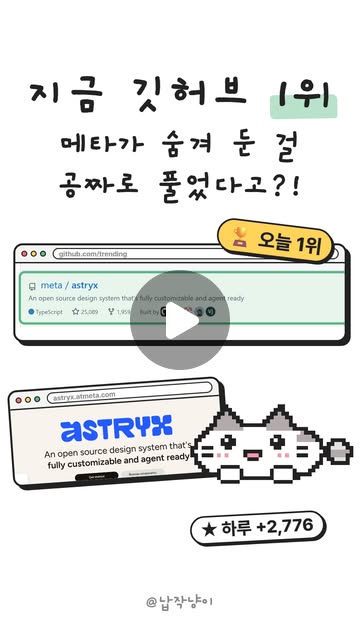 지금 깃허브 1위
메타가 숨겨 둔 걸
공짜로 풀었다고?!
오늘 1위
github.com/trending
meta / astryx
An open source design system that's fully customizable and agent ready
TypeScript 25,089 1,959 Built by
astryx.atmeta.com
ASTRYX
An open source design system that's
fully customizable and agent ready
★ 하루 +2,776
@납작냥이